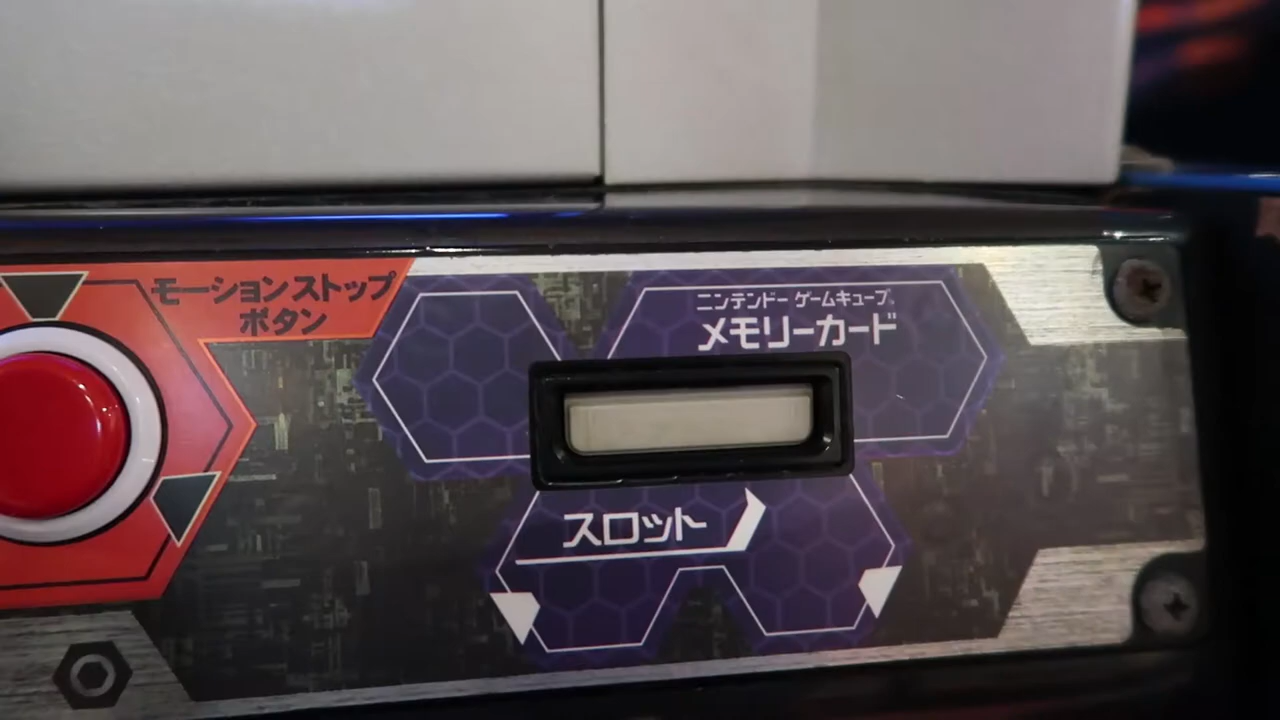 モーションストップ
ボタン
ニンテンドー ゲームキューブ
メモリーカード
スロット